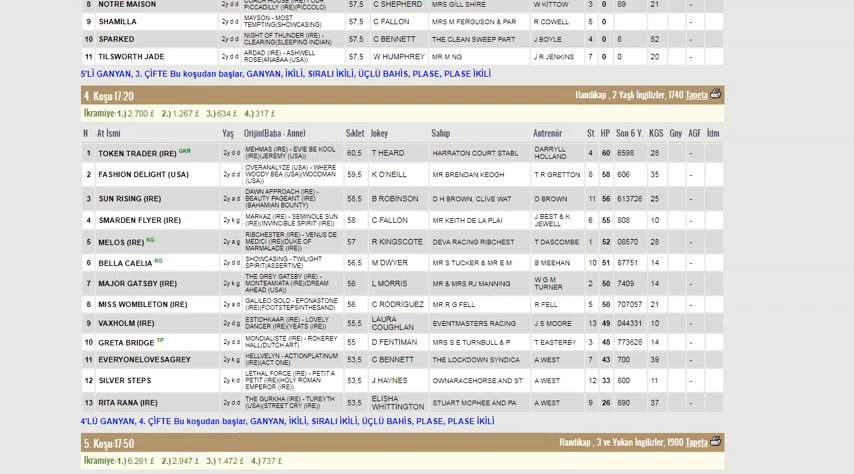 8 NOTRE MAISON 2y d d COACH HOUSE (IRE) - OUR PICCADILLY (IRE)(PICCOLO) 57,5 C SHEPHERD MRS GILL SHIRE W KITTOW 3 0 89 21 -
9 SHAMILLA 2y d d MAYSON - MOST TEMPTING(SHOWCASING) 57,5 C FALLON MRS M FERGUSON & PAR R COWELL 5 0 -
10 SPARKED 2y d d NIGHT OF THUNDER (IRE) - CLEARING(SLEEPING INDIAN) 57,5 C BENNETT THE CLEAN SWEEP PART J BOYLE 4 0 8 52 -
11 TILSWORTH JADE 2y d d ARDAD (IRE) - ASHWELL ROSE(ANABAA (USA)) 57,5 W HUMPHREY MR M NG J R JENKINS 7 0 0 20 -
5'Lİ GANYAN, 3. ÇİFTE Bu koşudan başlar, GANYAN, İKİLİ, SIRALI İKİLİ, ÜÇLÜ BAHİS, PLASE, PLASE İKİLİ
4. Koşu:17-20 Handikap , 2 Yaşlı İngilizler, 1740 Tapeta
İkramiye: 1.) 2.700 £ 2.) 1.267 £ 3.) 634 £ 4.) 317 £
N At İsmi Yaş Orijin(Baba - Anne) Sıklet Jokey Sahip Antrenör St HP Son 6 Y. KGS Gny AGF İdm
1 TOKEN TRADER (IRE) GKR 2y d d MEHMAS (IRE) - EVIE BE KOOL (IRE)(JEREMY (USA)) 60,5 T HEARD HARRATON COURT STABL DARRYLL HOLLAND 4 60 6598 28 -
2 FASHION DELIGHT (USA) 2y d d OVERANALYZE (USA) - WHERE WOODY BEA (USA)(WOODMAN (USA)) 59,5 K O'NEILL MR BRENDAN KEOGH T R GRETTON 8 58 606 35 -
3 SUN RISING (IRE) 2y a d DAWN APPROACH (IRE) - BEAUTY PAGEANT (IRE) (BAHAMIAN BOUNTY) 58,5 B ROBINSON D H BROWN, CLİVE WAT D BROWN 11 56 613726 25 -
4 SMARDEN FLYER (IRE) 2y k g MARKAZ (IRE) - SEMINOLE SUN (IRE)(INVINCIBLE SPIRIT (IRE)) 58 C FALLON MR KEITH DE LA PLAI J BEST & K JEWELL 6 55 808 10 -
5 MELOS (IRE) KG 2y a g RIBCHESTER (IRE) - VENUS DE MEDICI (IRE)(DUKE OF MARMALADE (IRE)) 57 R KINGSCOTE DEVA RACING RIBCHEST T DASCOMBE 1 52 08570 28 -
6 BELLA CAELIA KG 2y d d SHOWCASING - TWILIGHT SPIRIT(ASSERTIVE) 56,5 M DWYER MR S TUCKER & MR E M B MEEHAN 10 51 87751 14 -
7 MAJOR GATSBY (IRE) 2y k g THE GREY GATSBY (IRE) - MONTEAMIATA (IRE)(DREAM AHEAD (USA)) 56 L MORRIS MR & MRS RJ MANNING W G M TURNER 2 50 7409 14 -
8 MISS WOMBLETON (IRE) 2y a d GALILEO GOLD - EPONASTONE (IRE)(FOOTSTEPSINTHESAND) 56 C RODRİGUEZ MR R G FELL R FELL 5 50 707057 21 -
9 VAXHOLM (IRE) 2y d g ESTIDHKAAR (IRE) - LOVELY DANCER (IRE)(YEATS (IRE)) 55,5 LAURA COUGHLAN EVENTMASTERS RACING J S MOORE 13 49 044331 10 -
10 GRETA BRIDGE YP 2y d d MONDIALISTE (IRE) - ROKERBY HALL(DUTCH ART) 55 D FENTİMAN MRS S E TURNBULL & P T EASTERBY 3 48 773628 14 -
11 EVERYONELOVESAGREY 2y k g HELLVELYN - ACTIONPLATINUM (IRE)(ACT ONE) 53,5 C BENNETT THE LOCKDOWN SYNDICA A WEST 7 43 700 39 -
12 SILVER STEPS 2y k d LETHAL FORCE (IRE) - PETIT A PETIT (IRE)(HOLY ROMAN EMPEROR (IRE)) 53,5 J HAYNES OWNARACEHORSE AND ST A WEST 12 33 800 11 -
13 RITA RANA (IRE) 2y d d THE GURKHA (IRE) - TUREYTH (USA)(STREET CRY (IRE)) 53,5 ELISHA WHITTINGTON STUART MCPHEE AND PA A WEST 9 26 890 37 -
4'LÜ GANYAN, 4. ÇİFTE Bu koşudan başlar, GANYAN, İKİLİ, SIRALI İKİLİ, ÜÇLÜ BAHİS, PLASE, PLASE İKİLİ
5. Koşu:17-50 Handikap , 3 ve Yukarı İngilizler, 1900 Tapeta
İkramiye: 1.) 6.281 £ 2.) 2.947 £ 3.) 1.472 £ 4.) 737 £